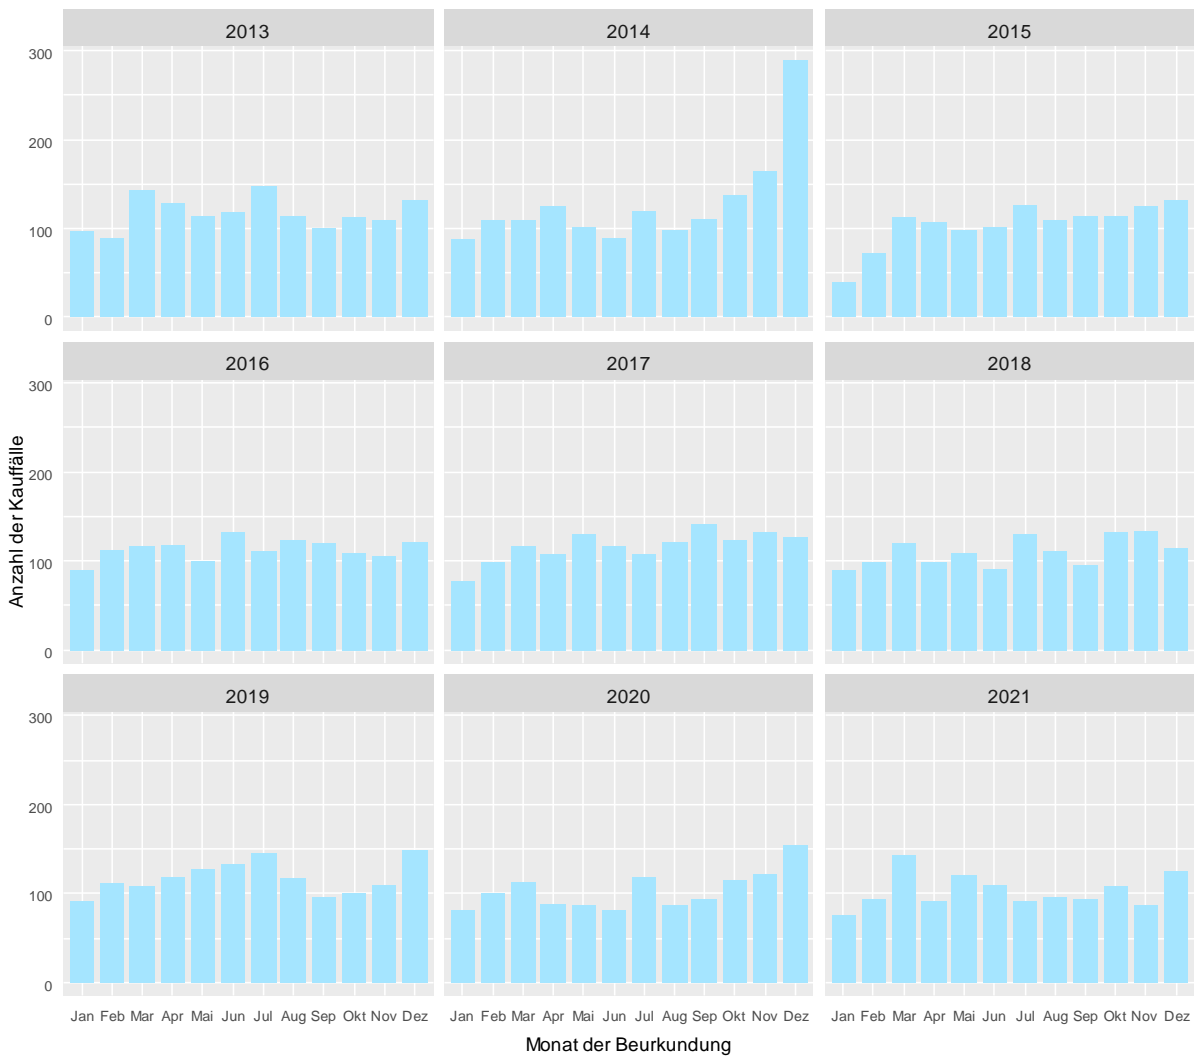 2013 2014 2015
300
200
100
0
2016 2017 2018
300
200
100
0
Anzahl der Kauffälle
2019 2020 2021
300
200
100
0
Jan Feb Mar Apr Mai Jun Jul Aug Sep Okt Nov Dez Jan Feb Mar Apr Mai Jun Jul Aug Sep Okt Nov Dez Jan Feb Mar Apr Mai Jun Jul Aug Sep Okt Nov Dez
Monat der Beurkundung